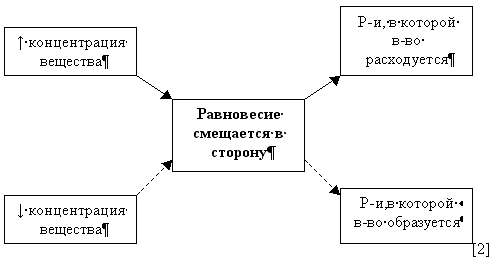 ↑·концентрация·
вещества¶
Р-и,·в·которой·
в-во·
расходуется¶
Равновесие·
смещается·в·
сторону¶
↓·концентрация·
вещества¶
Р-и,в·которой·
в-во·образуется¶
[2]